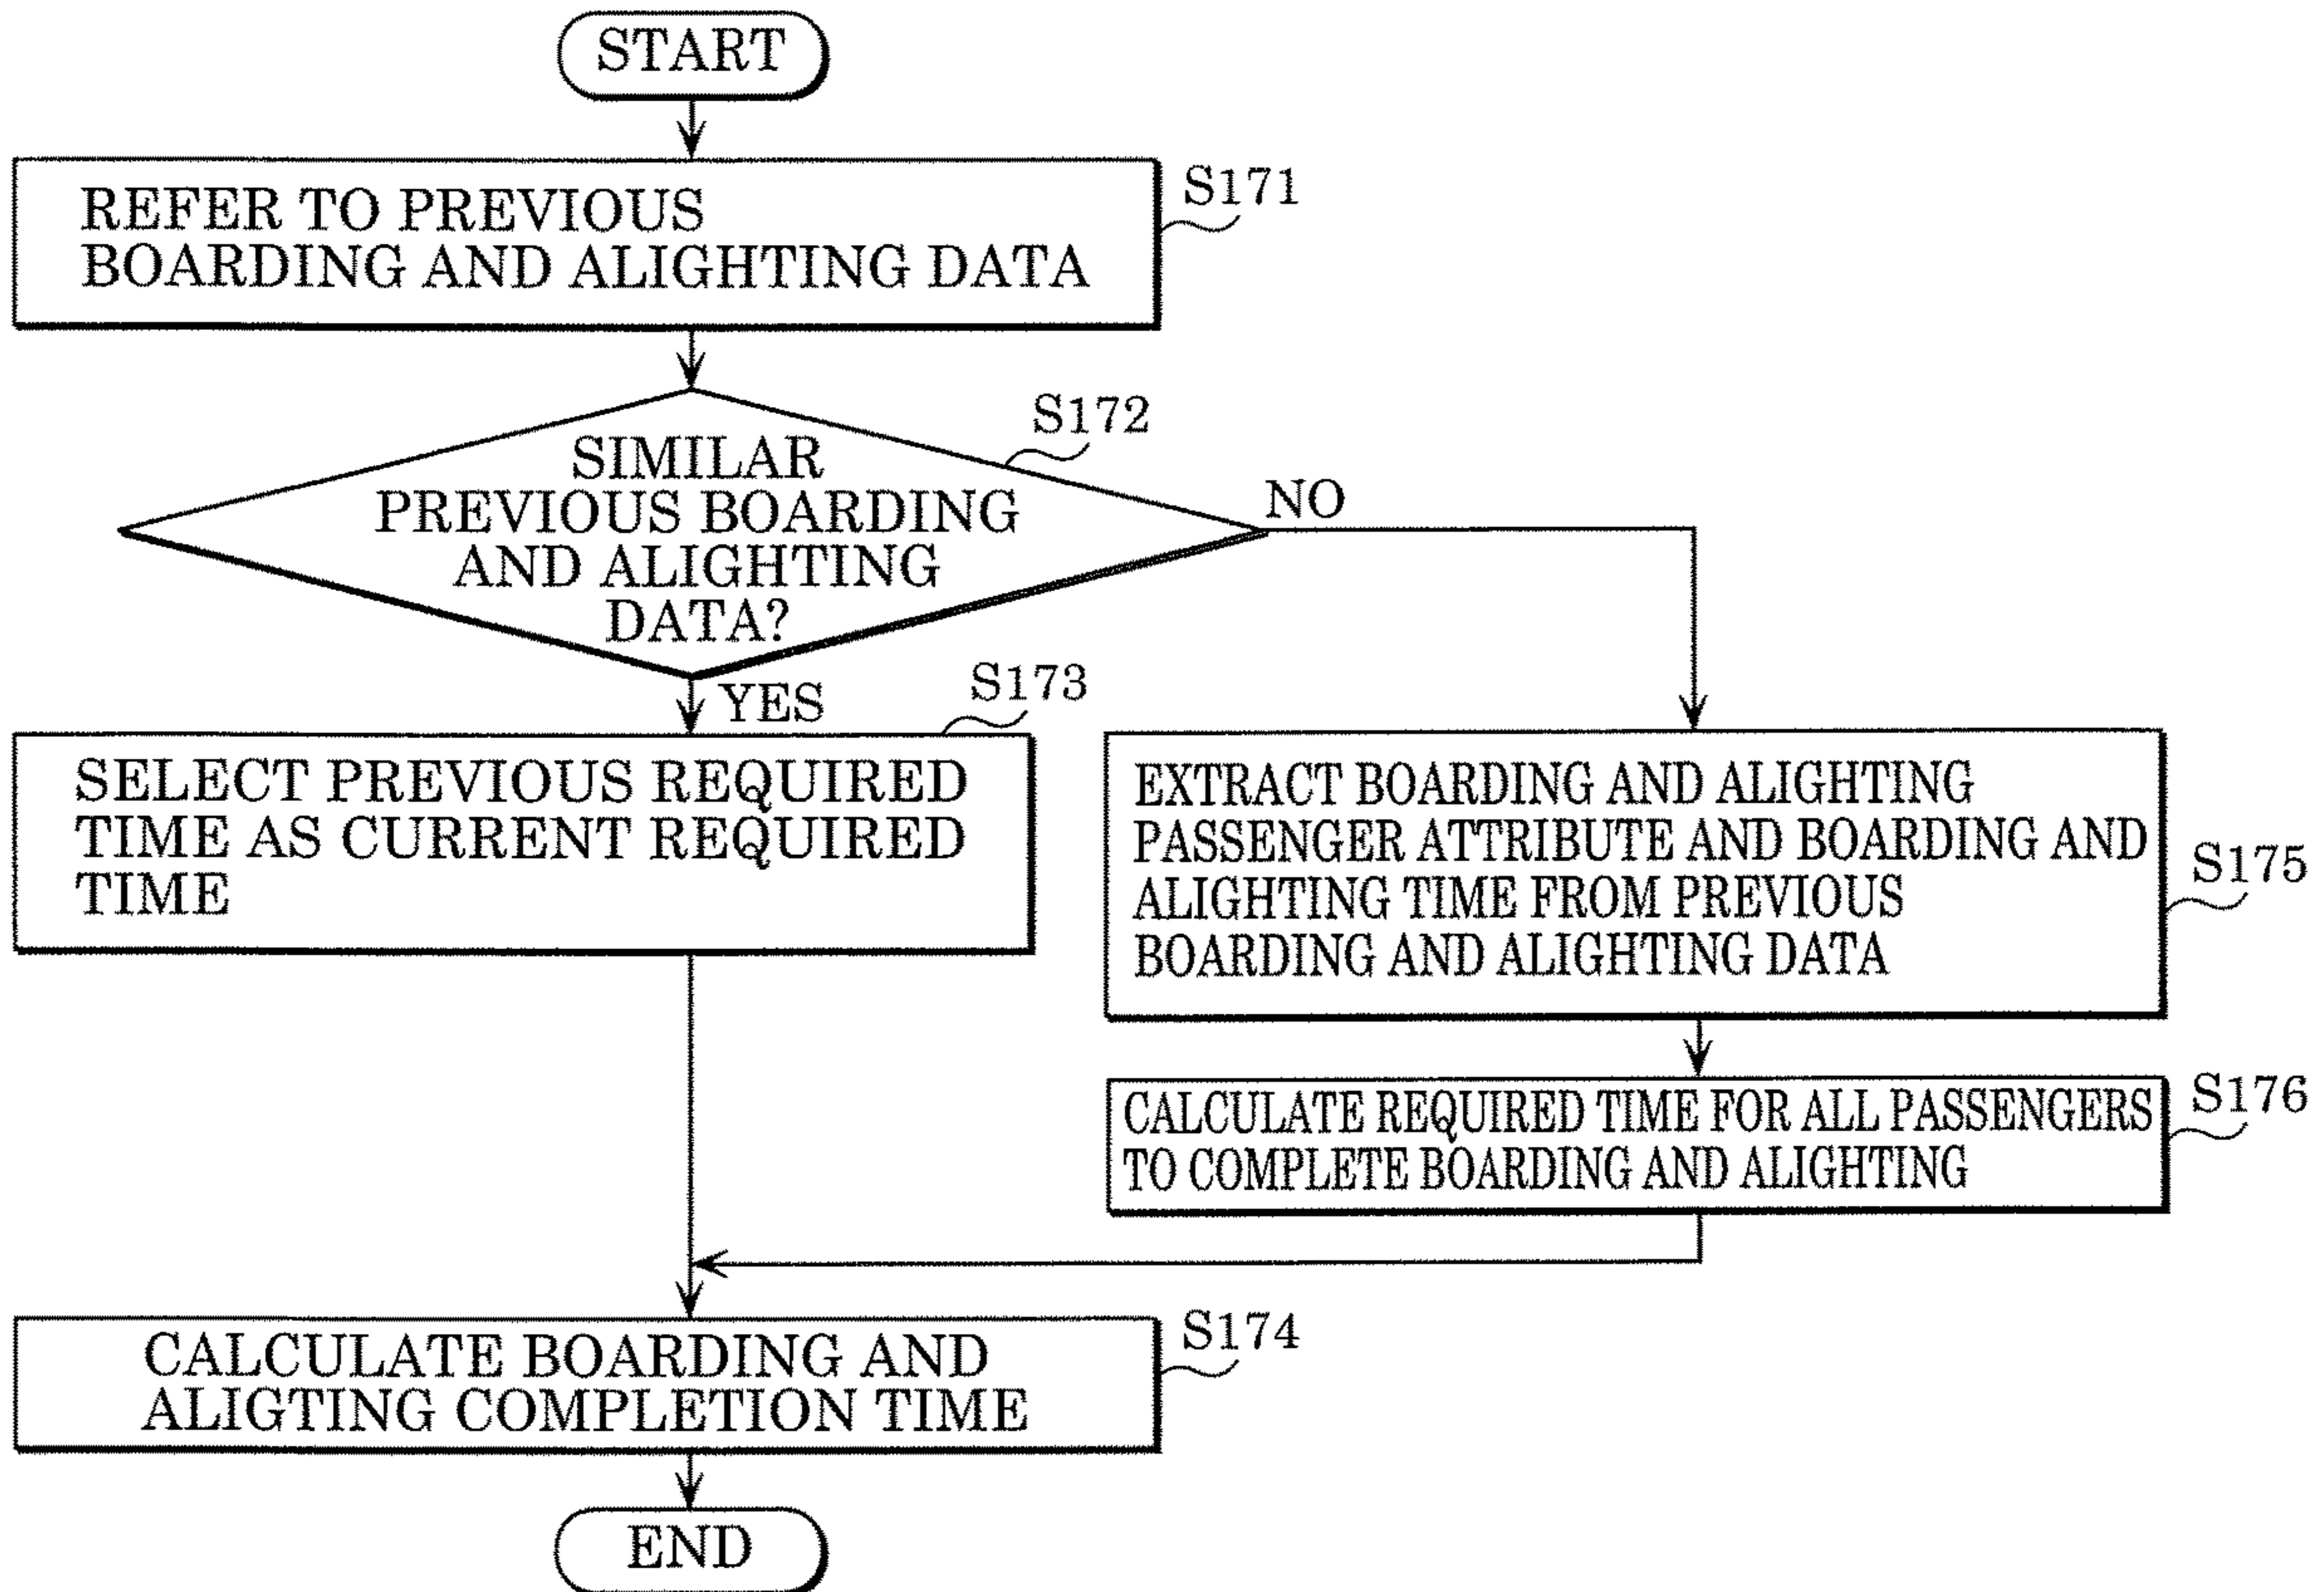 START
REFER TO PREVIOUS
BOARDING AND ALIGHTING DATA
S171
S172
SIMILAR
PREVIOUS BOARDING
AND ALIGHTING
DATA?
NO
YES
S173
SELECT PREVIOUS REQUIRED
TIME AS CURRENT REQUIRED
TIME
EXTRACT BOARDING AND ALIGHTING
PASSENGER ATTRIBUTE AND BOARDING AND
ALIGHTING TIME FROM PREVIOUS
BOARDING AND ALIGHTING DATA
S175
CALCULATE REQUIRED TIME FOR ALL PASSENGERS
TO COMPLETE BOARDING AND ALIGHTING
S176
CALCULATE BOARDING AND
ALIGTING COMPLETION TIME
S174
END